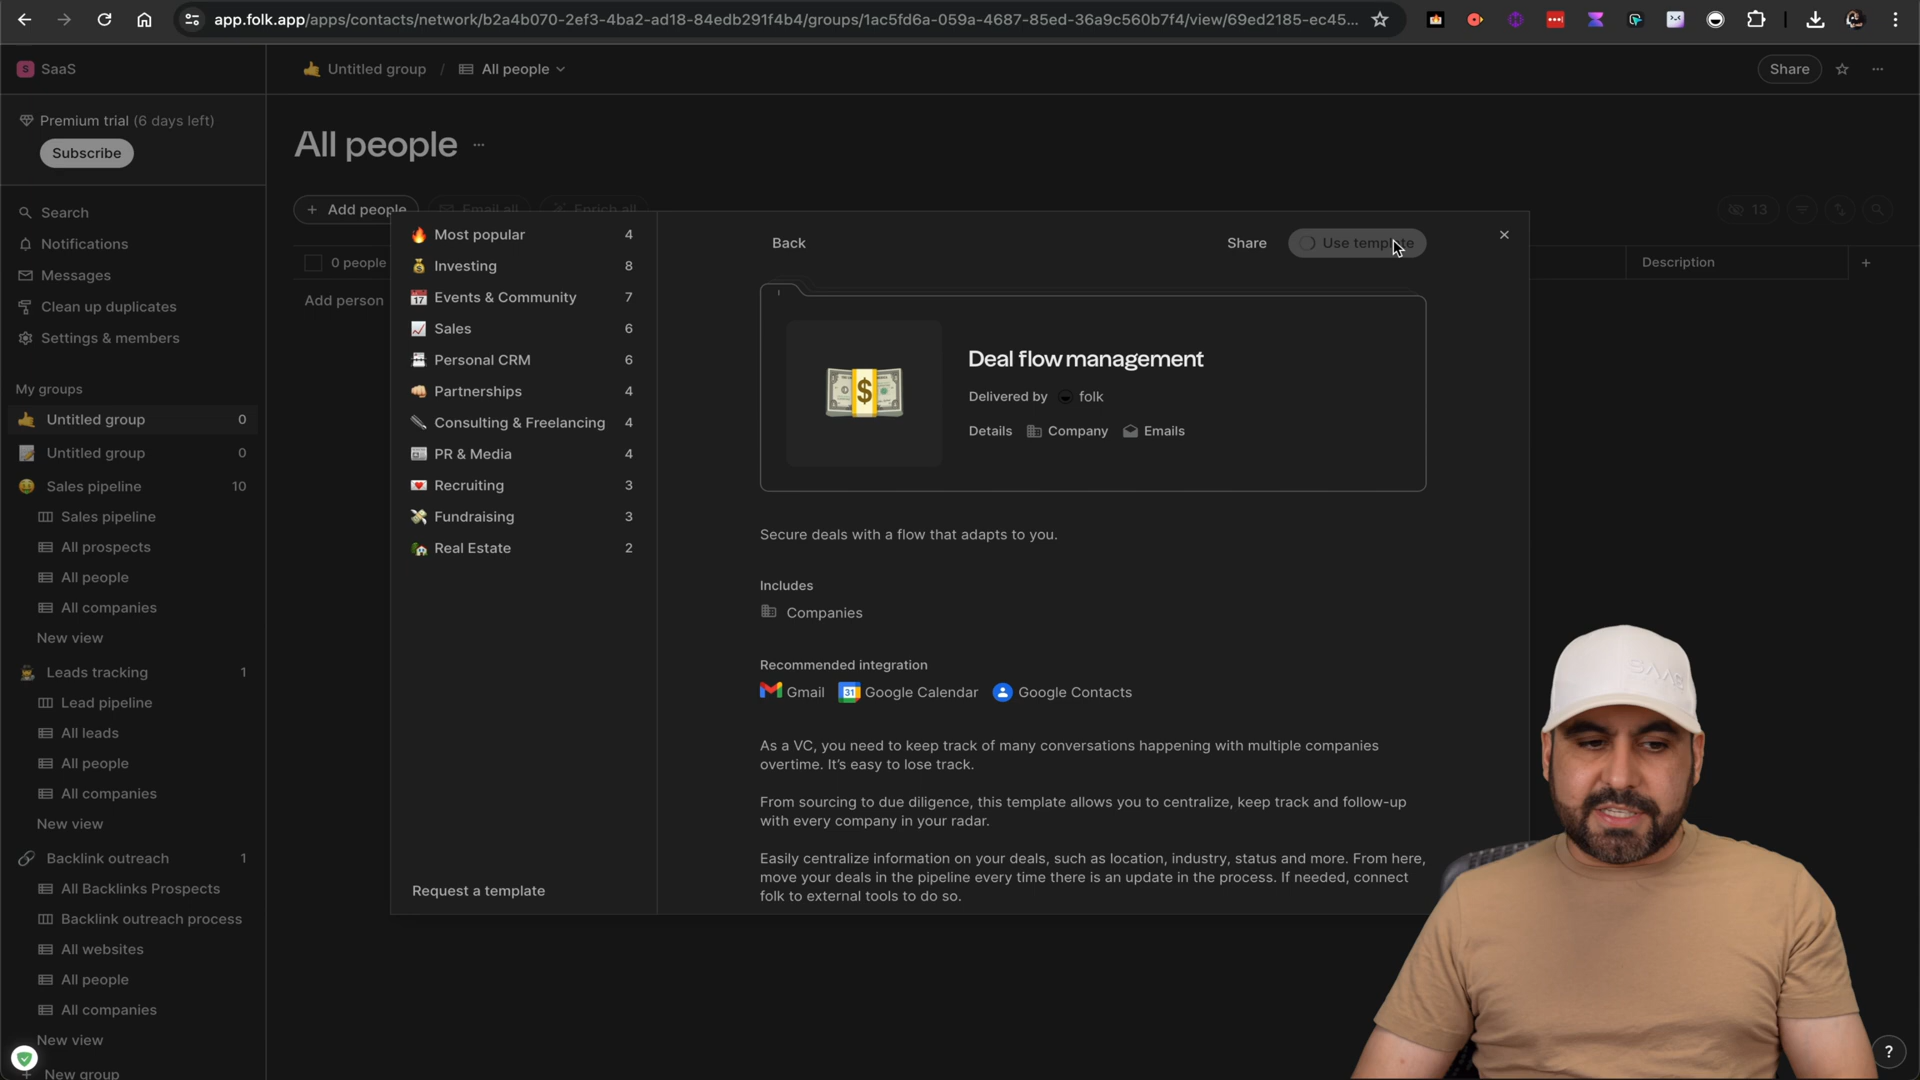 app.folk.app/apps/contacts/network/b2a4b070-2ef3-4ba2-ad18-84edb291f4b4/groups/1ac5fd6a-059a-4687-85ed-36a9c560b7f4/view/69ed2185-ec45...
S SaaS
Untitled group / All people
Share
Premium trial (6 days left)
Subscribe
All people
Search
Notifications
Messages
Clean up duplicates
Settings & members
+ Add people
Email all
Enrich all
13
0 people
Description
Add person
My groups
Untitled group 0
Untitled group 0
Sales pipeline 10
Sales pipeline
All prospects
All people
All companies
New view
Leads tracking 1
Lead pipeline
All leads
All people
All companies
New view
Backlink outreach 1
All Backlinks Prospects
Backlink outreach process
All websites
All people
All companies
New view
+ New group
Most popular 4
Investing 8
Events & Community 7
Sales 6
Personal CRM 6
Partnerships 4
Consulting & Freelancing 4
PR & Media 4
Recruiting 3
Fundraising 3
Real Estate 2
Request a template
Back
Share
Use template
Deal flow management
Delivered by folk
Details Company Emails
Secure deals with a flow that adapts to you.
Includes
Companies
Recommended integration
Gmail 31 Google Calendar Google Contacts
As a VC, you need to keep track of many conversations happening with multiple companies
overtime. It's easy to lose track.
From sourcing to due diligence, this template allows you to centralize, keep track and follow-up
with every company in your radar.
Easily centralize information on your deals, such as location, industry, status and more. From here,
move your deals in the pipeline every time there is an update in the process. If needed, connect
folk to external tools to do so.
SAAS
?